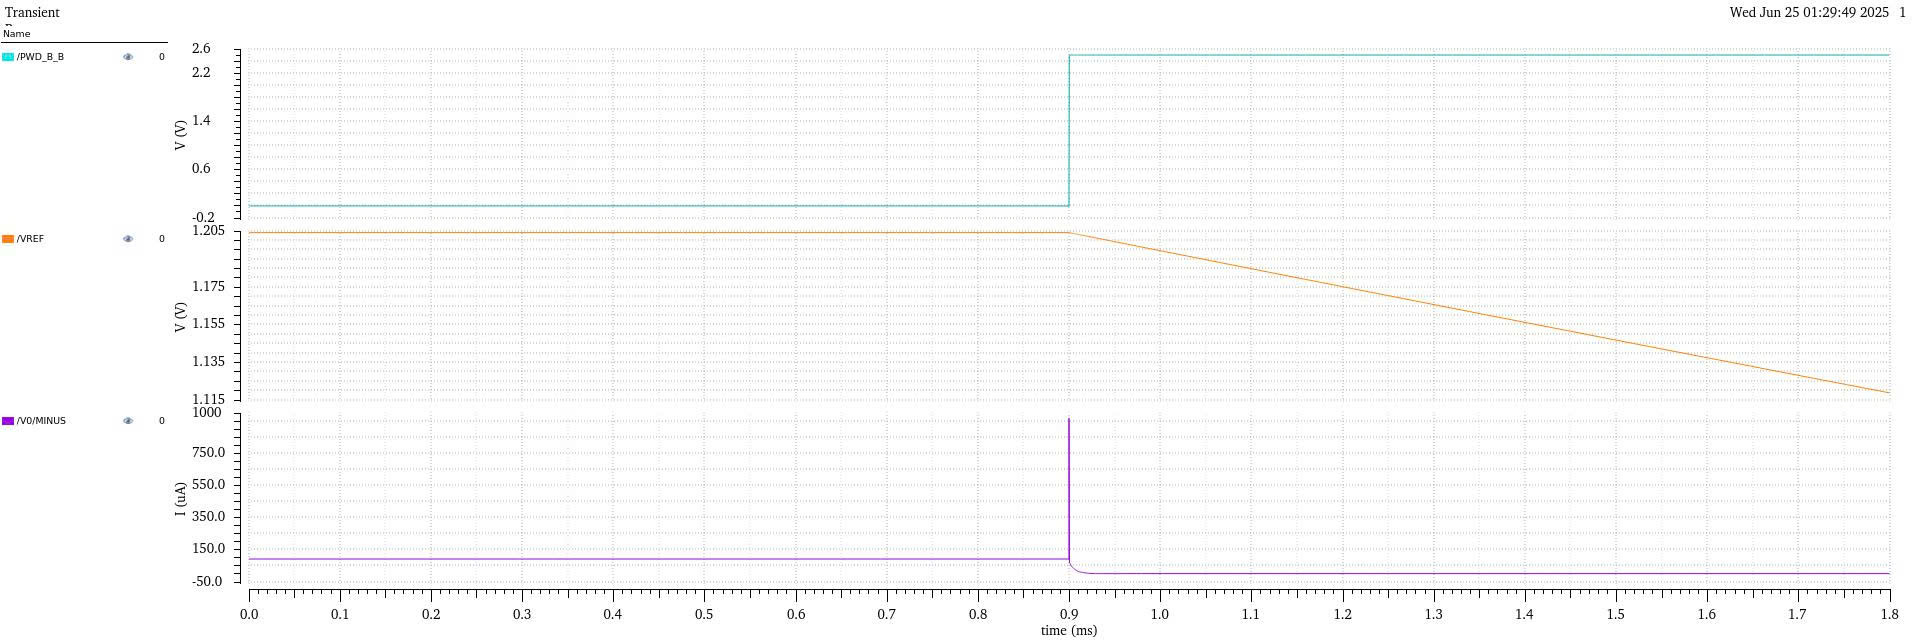 Transient
Wed Jun 25 01:29:49 2025 1
Name
/PWD_B_B 0
2.6
2.2
1.4
0.6
-0.2
V (V)
/VREF 0
1.205
1.175
1.155
1.135
1.115
V (V)
/V0/MINUS 0
1000
750.0
550.0
350.0
150.0
-50.0
I (uA)
0.0 0.1 0.2 0.3 0.4 0.5 0.6 0.7 0.8 0.9 1.0 1.1 1.2 1.3 1.4 1.5 1.6 1.7 1.8
time (ms)